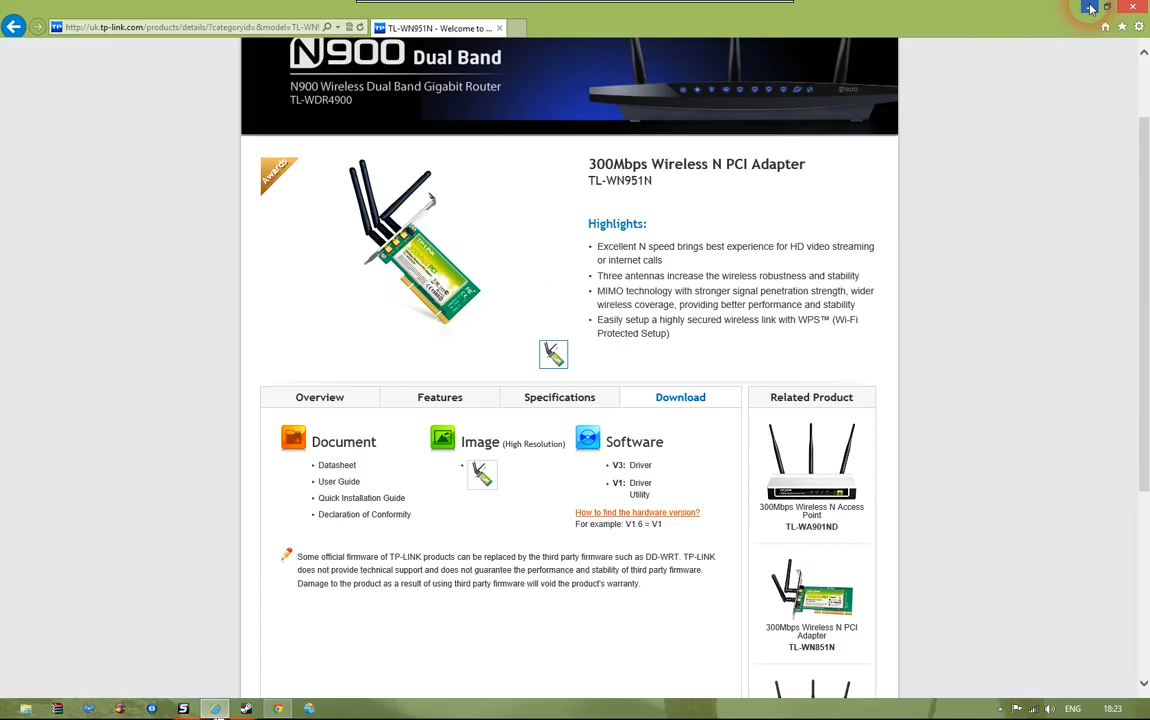 http://uk.tp-link.com/products/details/?categoryid=&model=TL-WN!
TL-WN951N - Welcome to ...
N900 Dual Band
N900 Wireless Dual Band Gigabit Router
TL-WDR4900
N900
Awards
300Mbps Wireless N PCI Adapter
TL-WN951N
Highlights:
Excellent N speed brings best experience for HD video streaming
or internet calls
Three antennas increase the wireless robustness and stability
MIMO technology with stronger signal penetration strength, wider
wireless coverage, providing better performance and stability
Easily setup a highly secured wireless link with WPS™ (Wi-Fi
Protected Setup)
Overview
Features
Specifications
Download
Related Product
Document
Image (High Resolution)
Software
Datasheet
User Guide
Quick Installation Guide
Declaration of Conformity
V3: Driver
V1: Driver
Utility
How to find the hardware version?
For example: V1.6 = V1
Some official firmware of TP-LINK products can be replaced by the third party firmware such as DD-WRT. TP-LINK
does not provide technical support and does not guarantee the performance and stability of third party firmware.
Damage to the product as a result of using third party firmware will void the product's warranty.
300Mbps Wireless N Access
Point
TL-WA901ND
300Mbps Wireless N PCI
Adapter
TL-WN851N
ENG
18:23